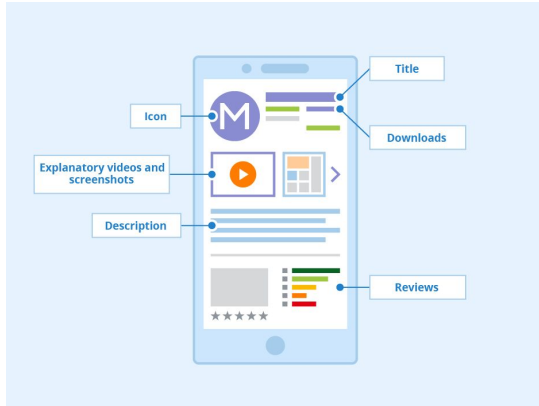 Title
Icon
M
Downloads
Explanatory videos and
screenshots
Description
Reviews